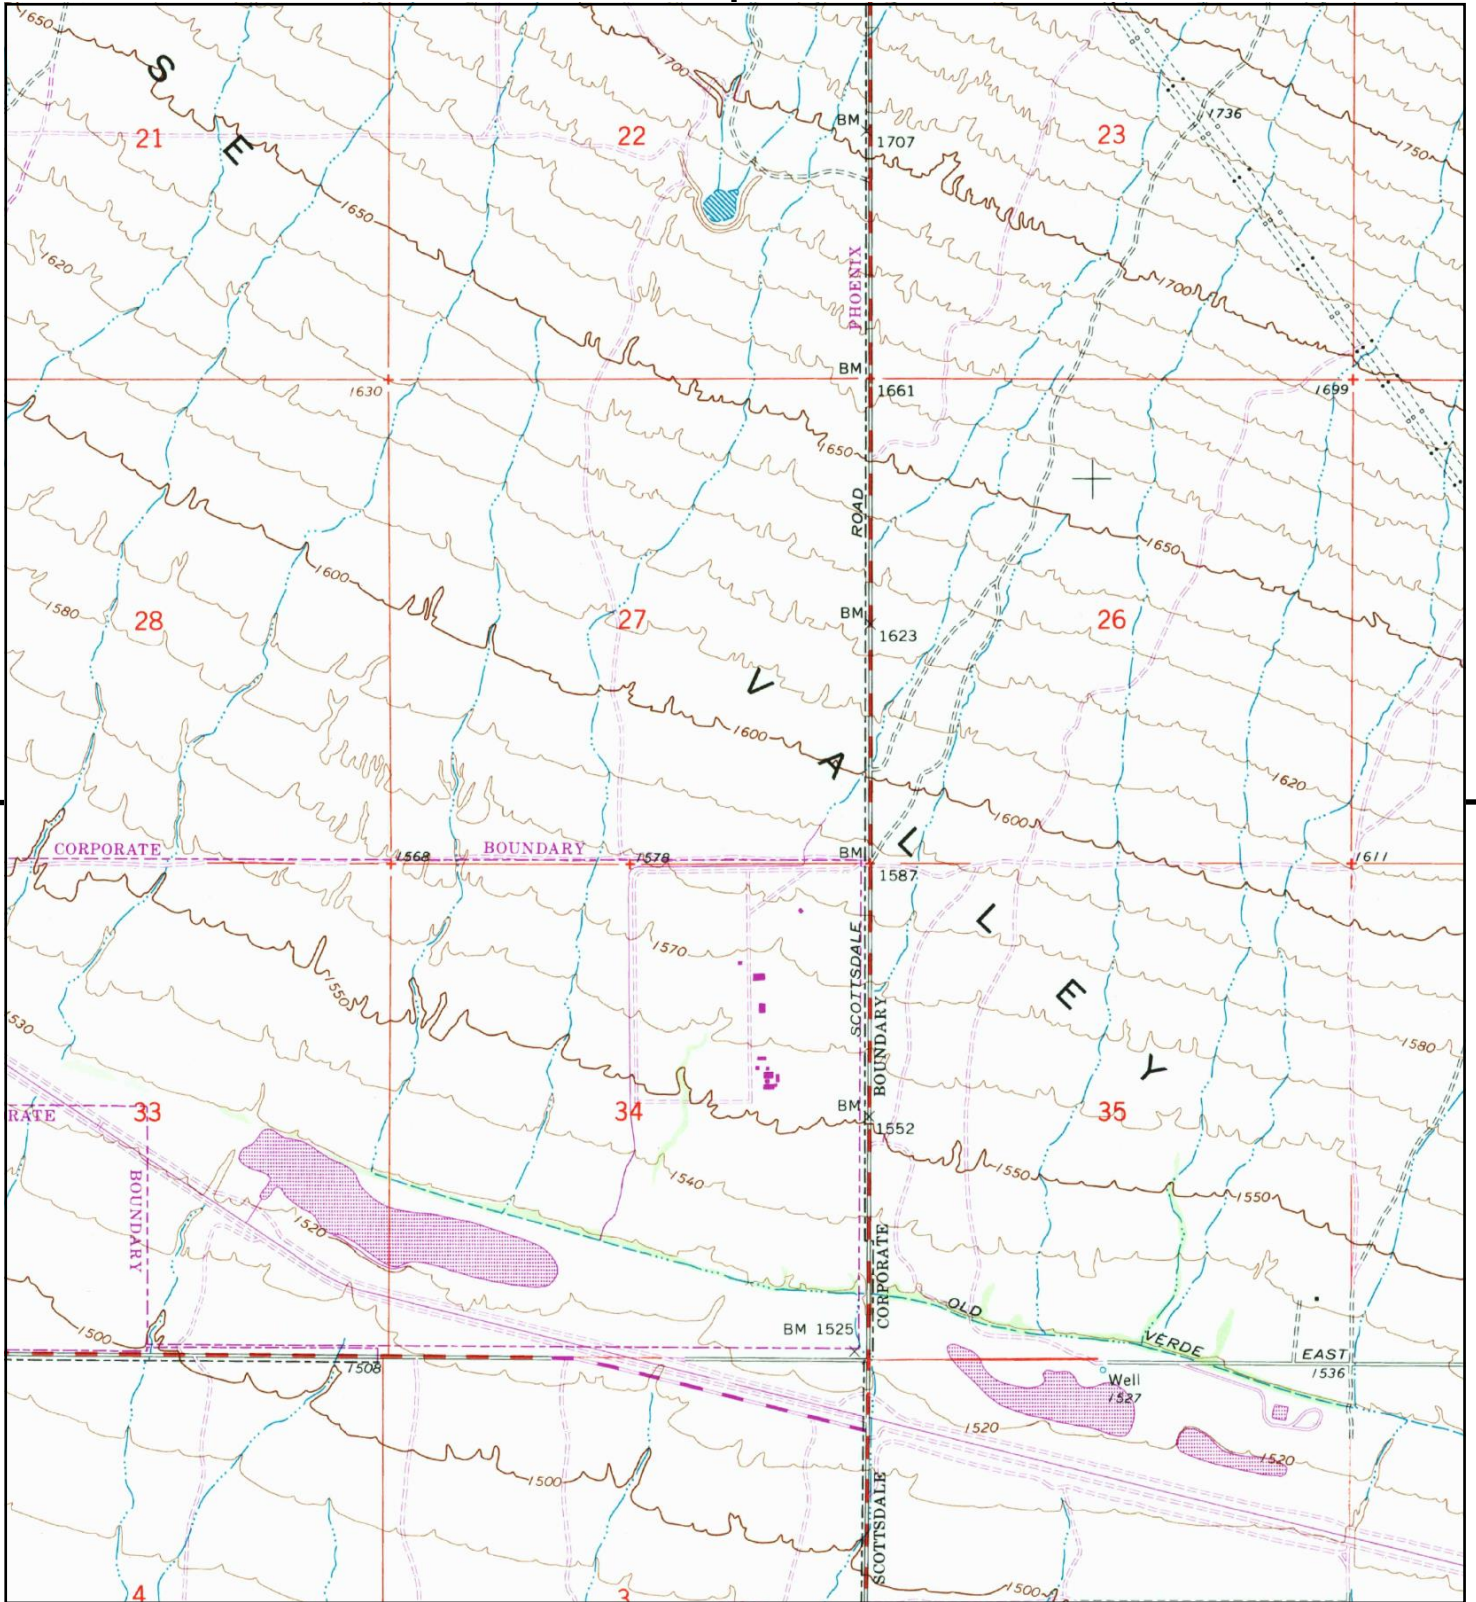 1650
S
E
21
22
23
1700
BM
1707
1736
1750
1650
1620
PHOENIX
1700
BM
1661
1630
1699
1650
ROAD
1650
1600
1580
28
27
BM
1623
26
V
A
L
L
E
Y
1600
1620
1600
CORPORATE
BOUNDARY
1568
1578
BM
1587
1611
1570
SCOTTSDALE
1550
BOUNDARY
1530
1580
RATE
33
34
BM
1552
35
BOUNDARY
1540
1550
1550
1520
CORPORATE
OLD
VERDE
1500
BM 1525
1508
EAST
1536
Well
1527
1520
1520
1500
SCOTTSDALE
1500
4
3